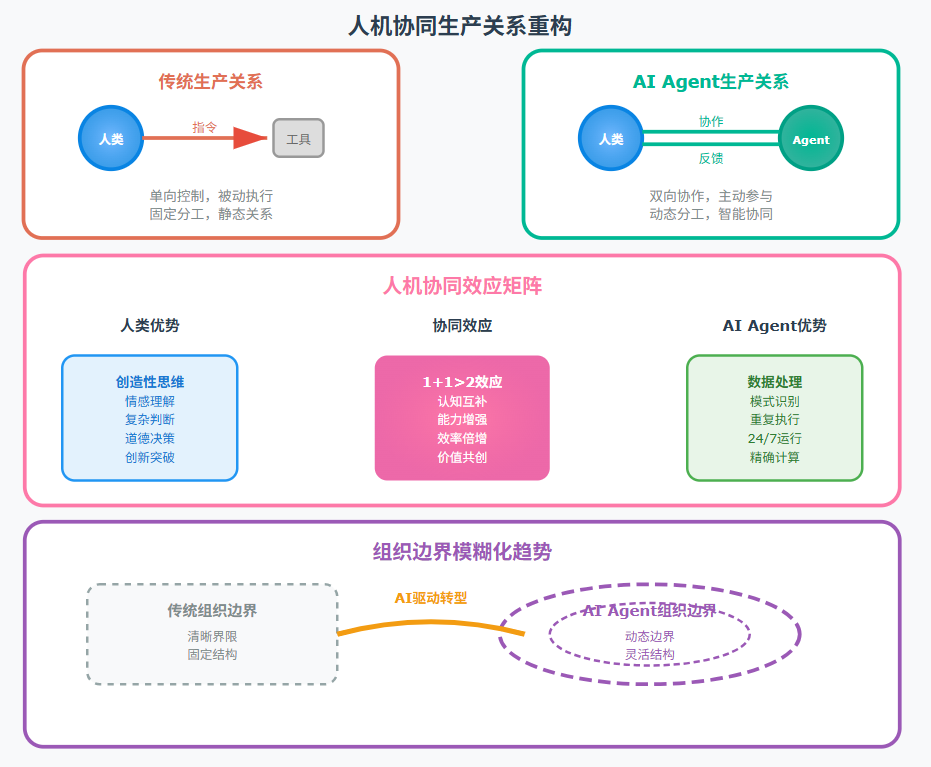 人机协同生产关系重构
传统生产关系
人类
指令
工具
单向控制，被动执行
固定分工，静态关系
AI Agent生产关系
人类
协作
反馈
Agent
双向协作，主动参与
动态分工，智能协同
人机协同效应矩阵
人类优势
创造性思维
情感理解
复杂判断
道德决策
创新突破
协同效应
1+1>2效应
认知互补
能力增强
效率倍增
价值共创
AI Agent优势
数据处理
模式识别
重复执行
24/7运行
精确计算
组织边界模糊化趋势
传统组织边界
清晰界限
固定结构
AI驱动转型
AI Agent组织边界
动态边界
灵活结构